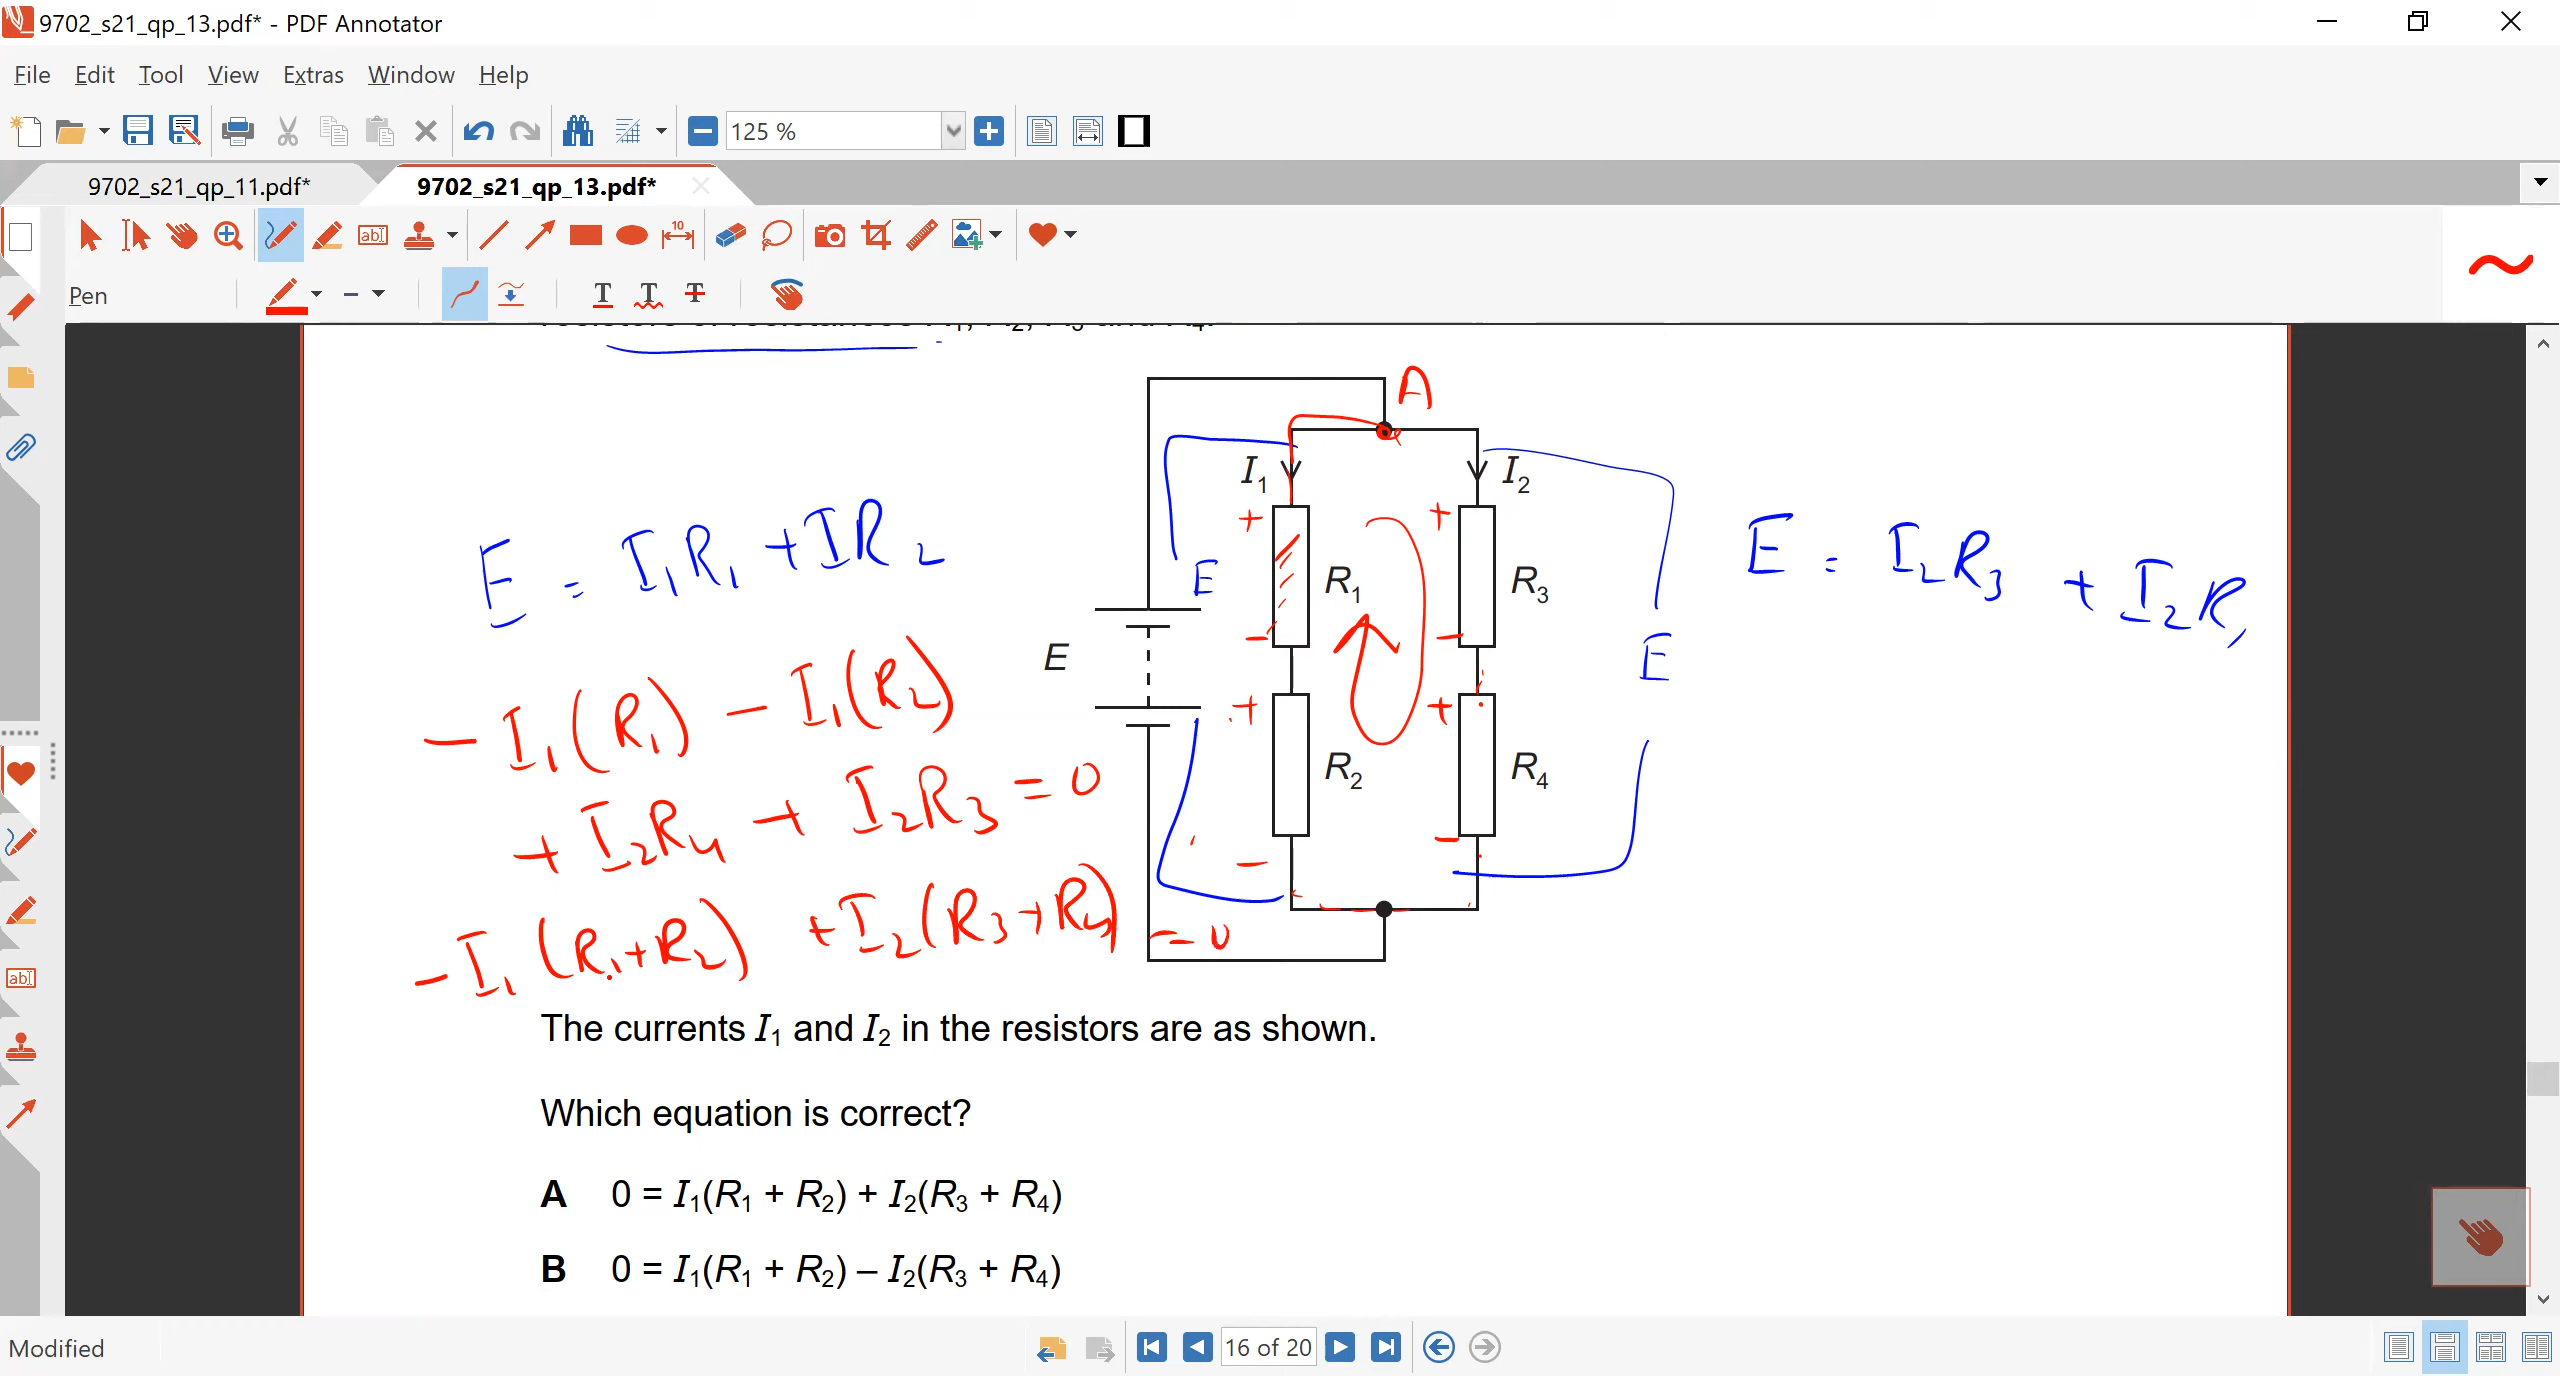 9702_s21_qp_13.pdf* - PDF Annotator
File Edit Tool View Extras Window Help
125 %
9702_s21_qp_11.pdf* 9702_s21_qp_13.pdf*
10
Pen
A
I₁ I₂
+ +
E = I₁R₁ + IR₂
E
R₁ R₃
E = I₂R₃ + I₂R
- -
E
E
- I₁(R₁) - I₁(R₂)
+ +
R₂ R₄
+ I₂R₄ + I₂R₃ = 0
- -
- I₁(R₁+R₂) + I₂(R₃+R₄) = 0
The currents I₁ and I₂ in the resistors are as shown.
Which equation is correct?
A 0 = I₁(R₁ + R₂) + I₂(R₃ + R₄)
B 0 = I₁(R₁ + R₂) – I₂(R₃ + R₄)
Modified
16 of 20